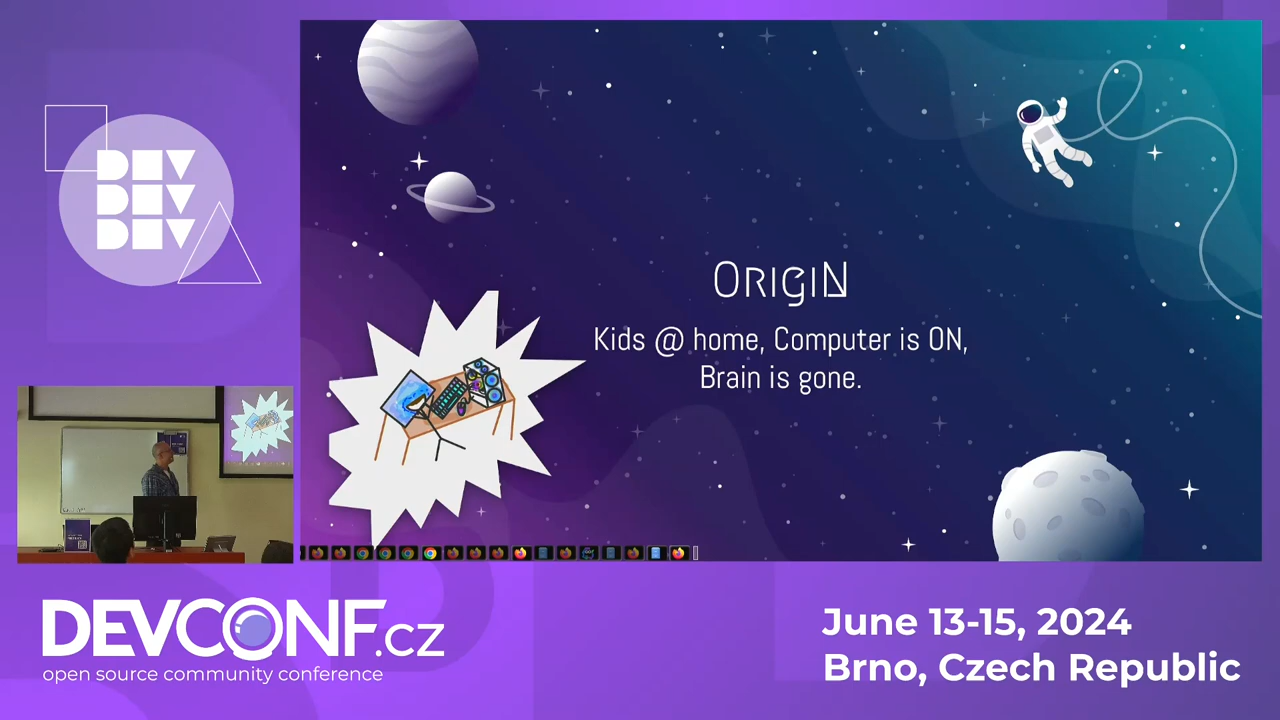 DEV
DEV
DEV
OrigiN
Kids @ home, Computer is ON,
Brain is gone.
DEVCONF.cz
open source community conference
June 13-15, 2024
Brno, Czech Republic